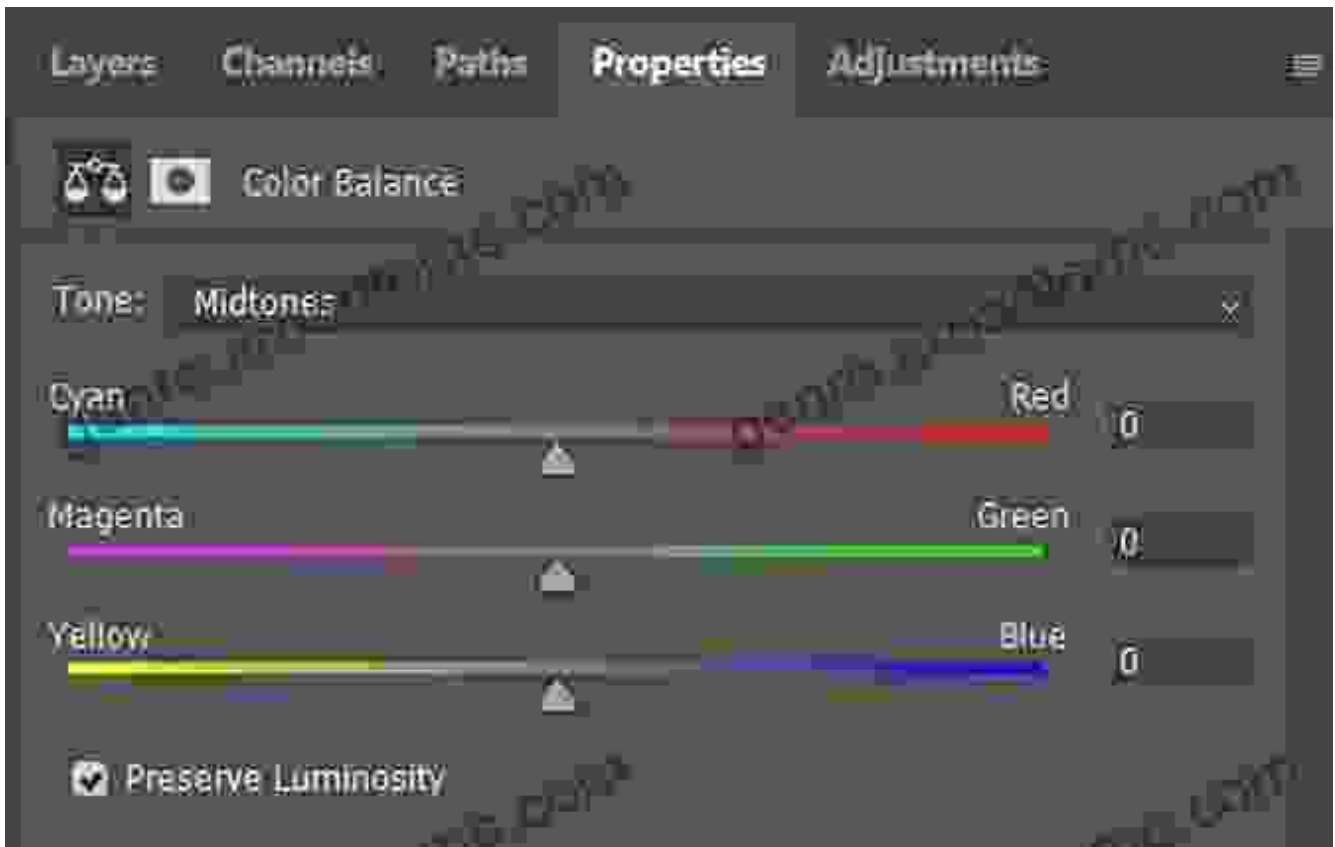 Layers Channels Paths Properties Adjustments
Color Balance
Tone: Midtones
Cyan Red 0
Magenta Green 0
Yellow Blue 0
Preserve Luminosity